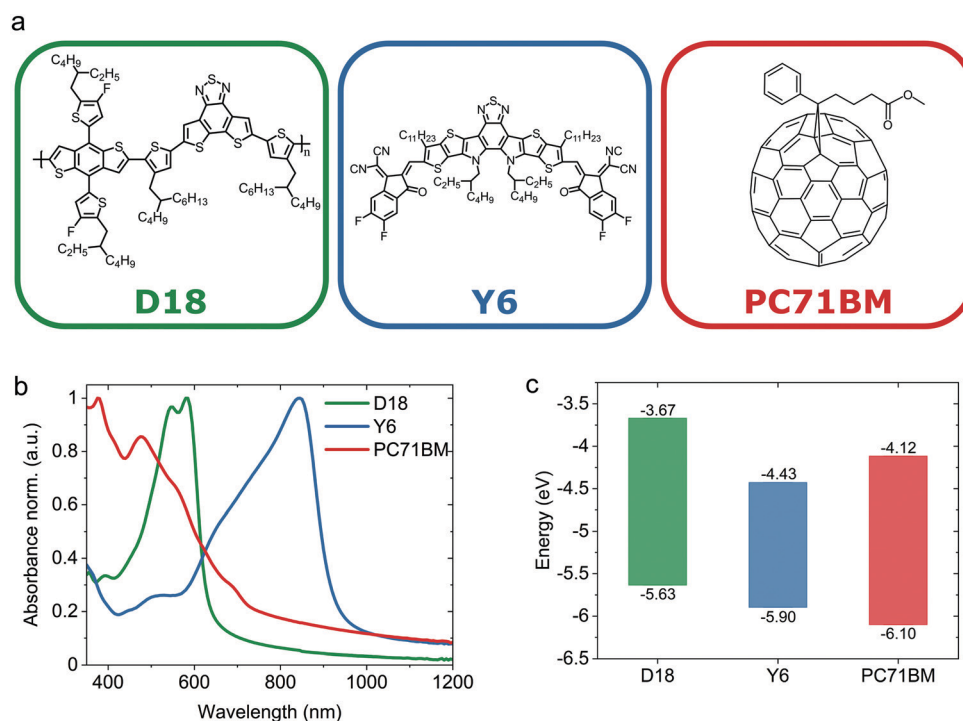 a
C4H9
C2H5
F
S
N
S
N
S
S
S
S
S
S
n
S
F
C6H13
C4H9
C6H13
C4H9
C2H5
C4H9
D18
N
S
N
C11H23
C11H23
S
S
S
S
N
N
CN
CN
NC
CN
O
O
C2H5
C4H9
C2H5
C4H9
F
F
F
F
Y6
O
O
PC71BM
b
Absorbance norm. (a.u.)
1
0.8
0.6
0.4
0.2
0
400
600
800
1000
1200
Wavelength (nm)
D18
Y6
PC71BM
c
Energy (eV)
-3.5
-4
-4.5
-5
-5.5
-6
-6.5
-3.67
-4.43
-4.12
-5.63
-5.90
-6.10
D18
Y6
PC71BM